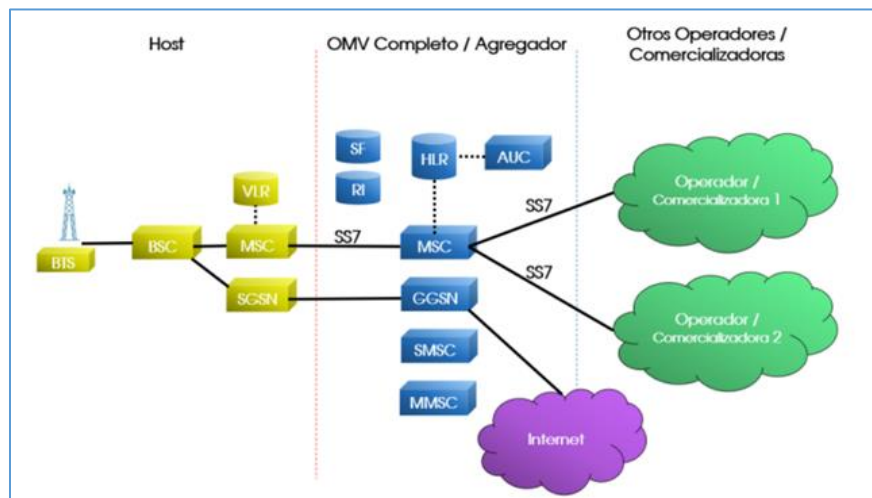 Host
OMV Completo / Agregador
Otros Operadores /
Comercializadoras
SF
HLR
AUC
RI
VLR
Operador /
Comercializadora 1
SS7
BTS
BSC
MSC
SS7
MSC
SS7
SGSN
GGSN
Operador /
Comercializadora 2
SMSC
MMSC
Internet